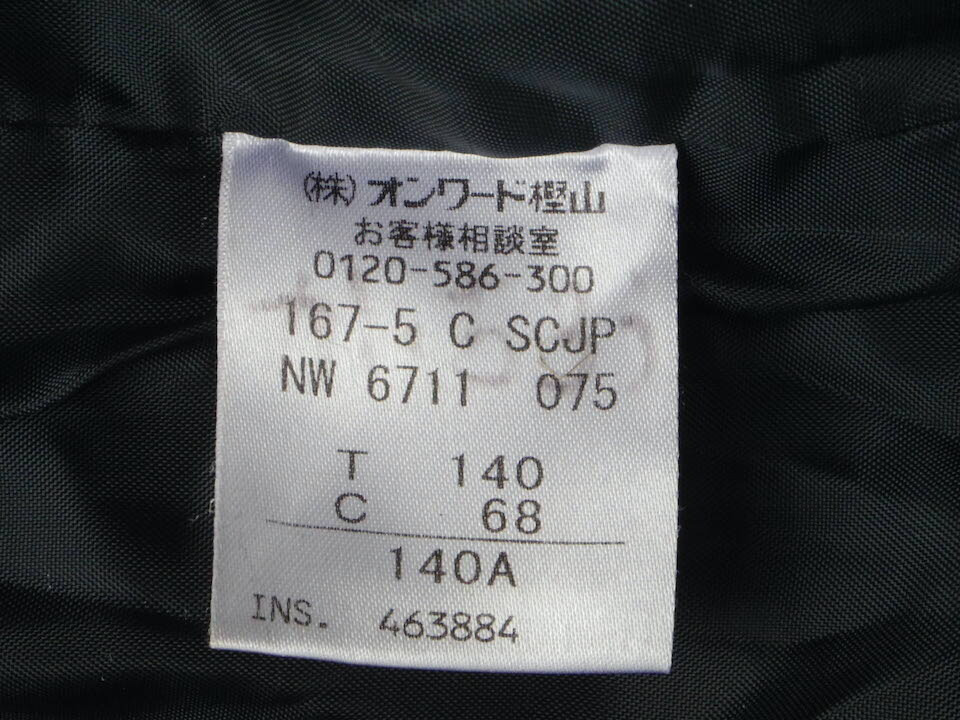 (株)オンワード樫山
お客様相談室
0120-586-300
167-5 C SCJP
NW 6711 075
T 140
C 68
140A
INS. 463884